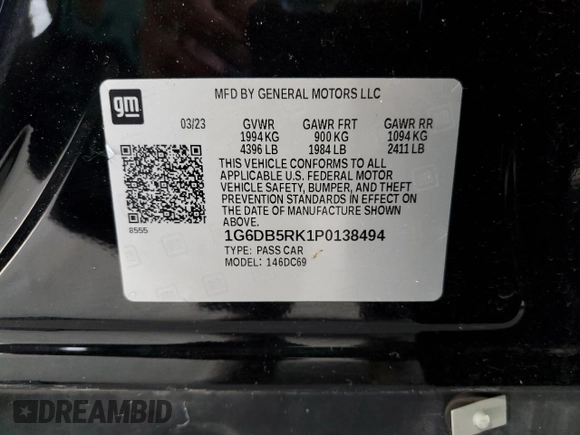 gm
MFD BY GENERAL MOTORS LLC
03/23 GVWR GAWR FRT GAWR RR
1994 KG 900 KG 1094 KG
4396 LB 1984 LB 2411 LB
THIS VEHICLE CONFORMS TO ALL
APPLICABLE U.S. FEDERAL MOTOR
VEHICLE SAFETY, BUMPER, AND THEFT
PREVENTION STANDARDS IN EFFECT ON
THE DATE OF MANUFACTURE SHOWN
ABOVE.
8555
1G6DB5RK1P0138494
TYPE: PASS CAR
MODEL: 146DC69
DREAMBID